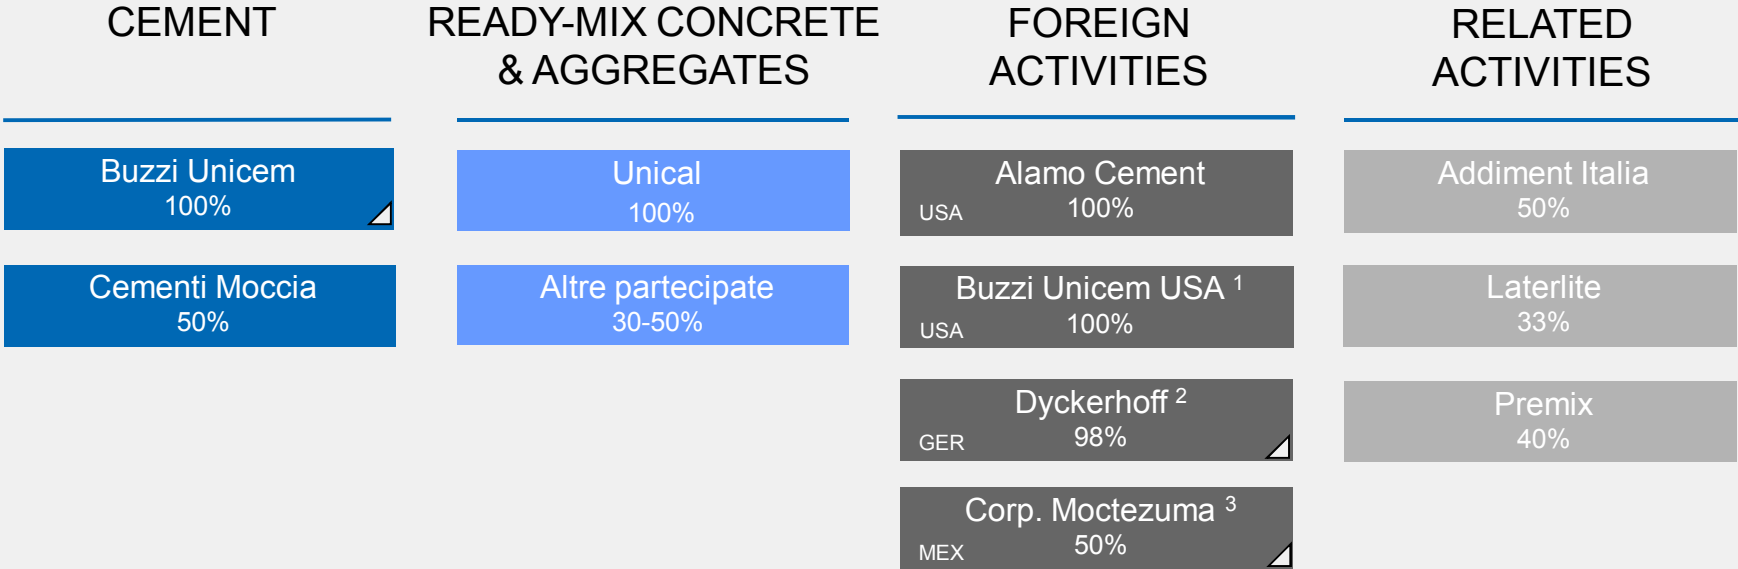 CEMENT
Buzzi Unicem
100%
Cementi Moccia
50%
READY-MIX CONCRETE
& AGGREGATES
Unical
100%
Altre partecipate
30-50%
FOREIGN
ACTIVITIES
Alamo Cement
USA 100%
Buzzi Unicem USA 1
USA 100%
Dyckerhoff 2
GER 98%
Corp. Moctezuma 3
MEX 50%
RELATED
ACTIVITIES
Addiment Italia
50%
Laterlite
33%
Premix
40%